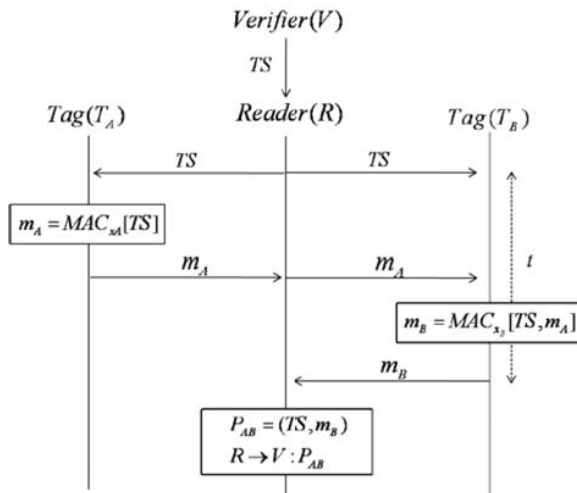 Verifier(V)
TS
Tag(T_A) Reader(R) Tag(T_B)
TS TS
m_A = MAC_xA[TS]
m_A m_A t
m_B = MAC_x_B[TS, m_A]
m_B
P_AB = (TS, m_B)
R → V : P_AB